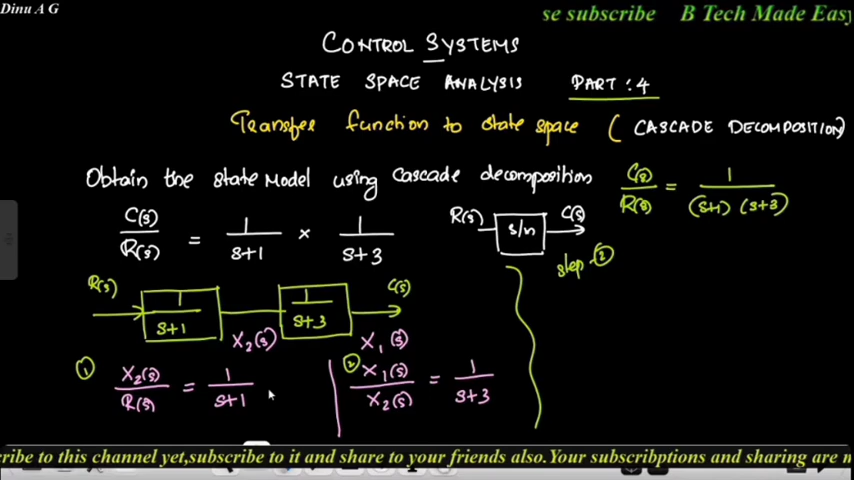 Dinu A G
se subscribe B Tech Made Easy
CONTROL SYSTEMS
STATE SPACE ANALYSIS PART : 4
Transfer function to state space ( CASCADE DECOMPOSITION)
Obtain the state Model using Cascade decomposition C(s)/R(s) = 1/(s+1) (s+3)
C(s)/R(s) = 1/s+1 × 1/s+3
R(s) s/n C(s)
step-②
R(s) 1/s+1 1/s+3 C(s)
X2(s) X1(s)
① X2(s)/R(s) = 1/s+1
② X1(s)/X2(s) = 1/s+3
ribe to this channel yet,subscribe to it and share to your friends also.Your subscribptions and sharing are m